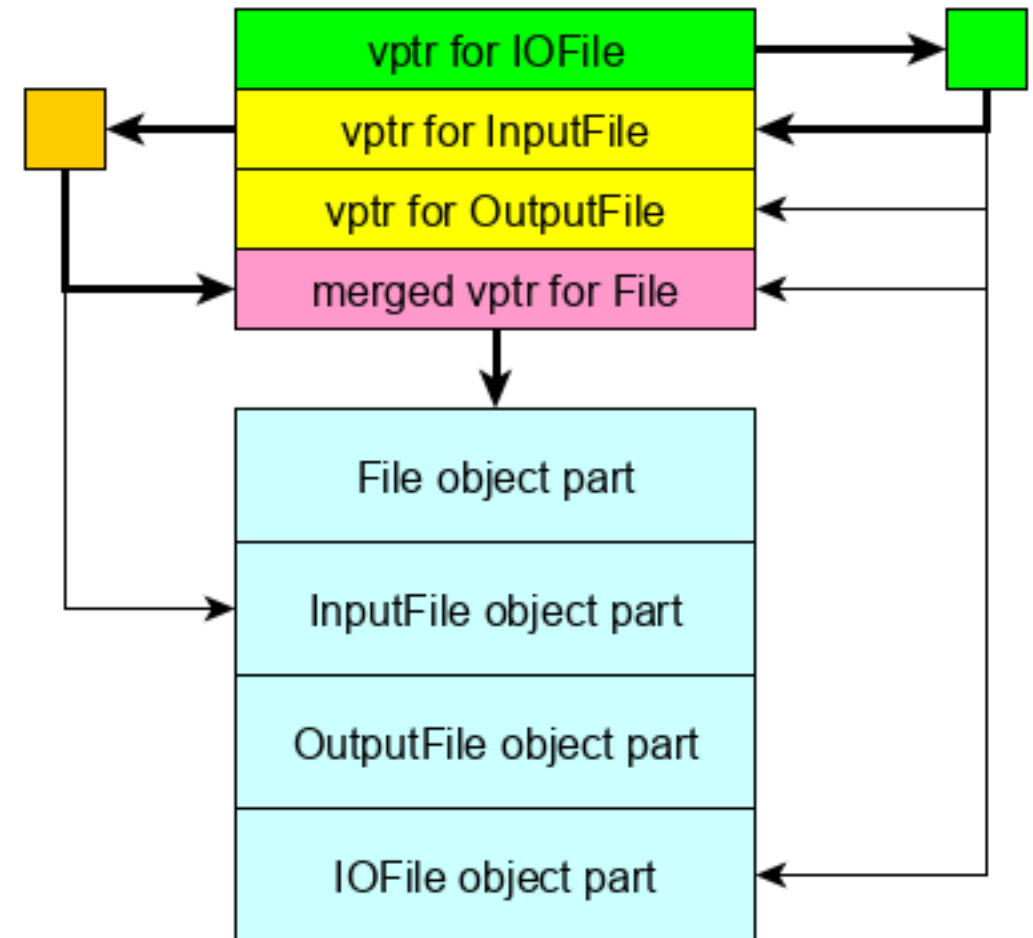 vptr for IOFile
vptr for InputFile
vptr for OutputFile
merged vptr for File
File object part
InputFile object part
OutputFile object part
IOFile object part